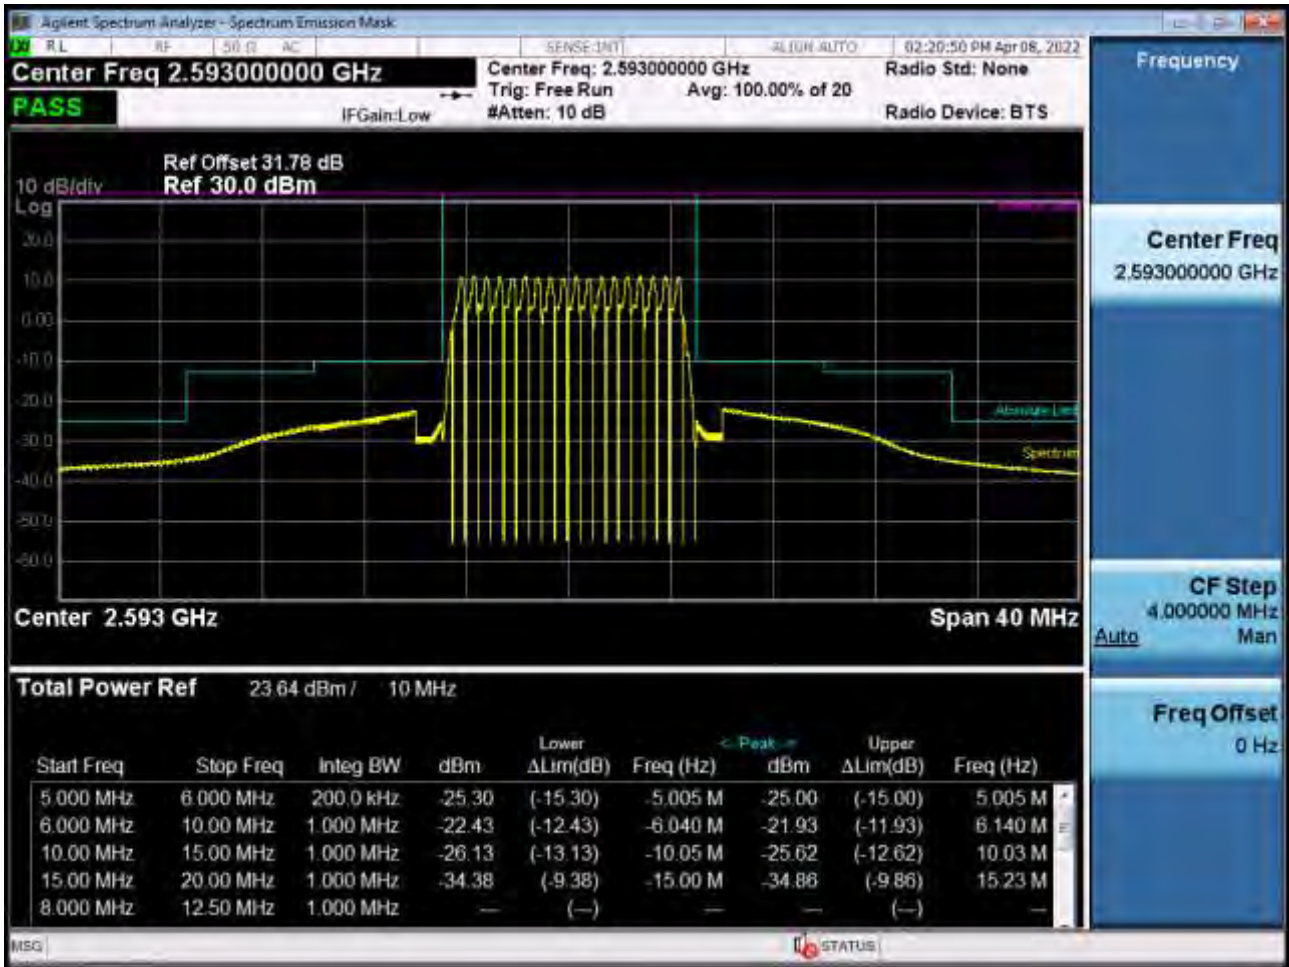 Agilent Spectrum Analyzer - Spectrum Emission Mask
RL RF 50 Ω AC SENSE:INT ALIGN AUTO 02:20:50 PM Apr 08, 2022
Center Freq 2.593000000 GHz
Center Freq: 2.593000000 GHz Radio Std: None
Trig: Free Run Avg: 100.00% of 20
PASS
IFGain:Low #Atten: 10 dB Radio Device: BTS
Ref Offset 31.78 dB
10 dB/div Ref 30.0 dBm
Log
20.0
10.0
0.00
-10.0
-20.0
Absolute Limit
-30.0
Spectrum
-40.0
-50.0
-60.0
Center 2.593 GHz Span 40 MHz
Total Power Ref 23.64 dBm / 10 MHz
Lower <- Peak -> Upper
Start Freq Stop Freq Integ BW dBm ΔLim(dB) Freq (Hz) dBm ΔLim(dB) Freq (Hz)
5.000 MHz 6.000 MHz 200.0 kHz -25.30 (-15.30) -5.005 M -25.00 (-15.00) 5.005 M
6.000 MHz 10.00 MHz 1.000 MHz -22.43 (-12.43) -6.040 M -21.93 (-11.93) 6.140 M
10.00 MHz 15.00 MHz 1.000 MHz -26.13 (-13.13) -10.05 M -25.62 (-12.62) 10.03 M
15.00 MHz 20.00 MHz 1.000 MHz -34.38 (-9.38) -15.00 M -34.86 (-9.86) 15.23 M
8.000 MHz 12.50 MHz 1.000 MHz --- (---) --- --- (---) ---
MSG STATUS
Frequency
Center Freq
2.593000000 GHz
CF Step
4.000000 MHz
Auto Man
Freq Offset
0 Hz